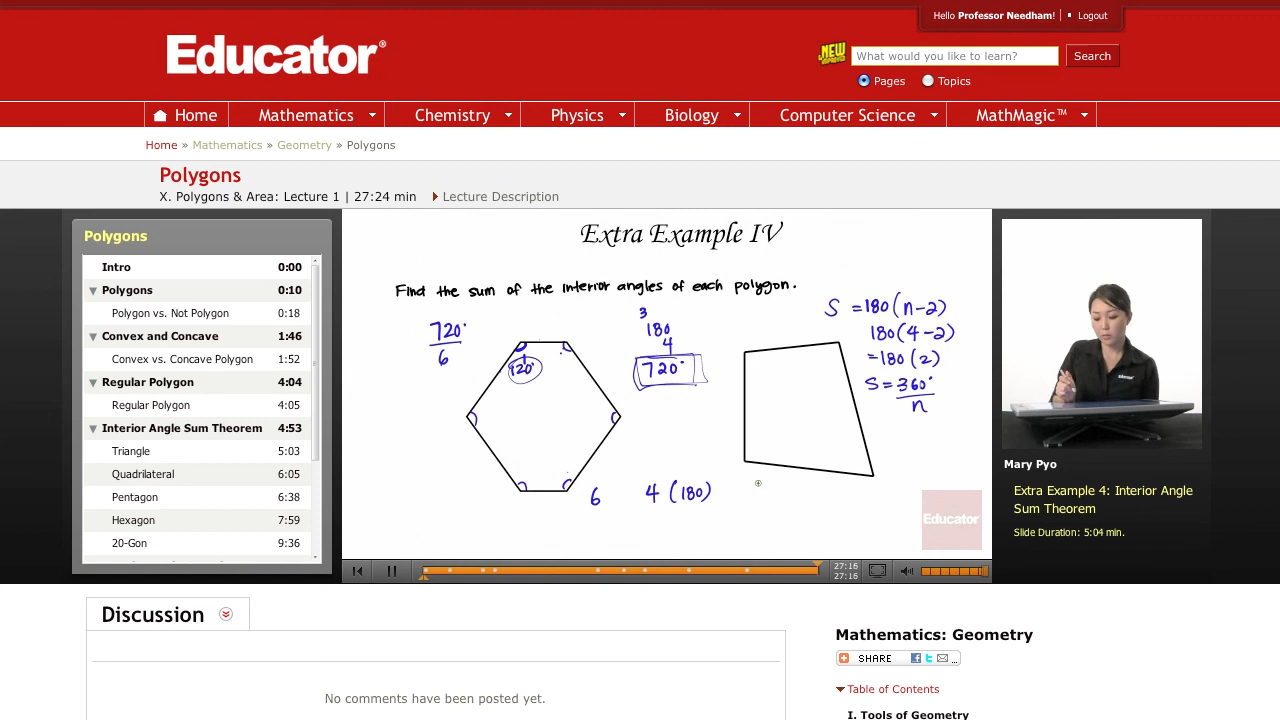 Hello Professor Needham! Logout
Educator®
NEW
What would you like to learn?
Search
Pages
Topics
Home
Mathematics
Chemistry
Physics
Biology
Computer Science
MathMagic™
Home » Mathematics » Geometry » Polygons
Polygons
X. Polygons & Area: Lecture 1 | 27:24 min
Lecture Description
Polygons
Intro 0:00
Polygons 0:10
Polygon vs. Not Polygon 0:18
Convex and Concave 1:46
Convex vs. Concave Polygon 1:52
Regular Polygon 4:04
Regular Polygon 4:05
Interior Angle Sum Theorem 4:53
Triangle 5:03
Quadrilateral 6:05
Pentagon 6:38
Hexagon 7:59
20-Gon 9:36
Extra Example IV
Find the sum of the interior angles of each polygon.
720°
6
120°
6
3
180
4
720°
4 (180)
S = 180(n-2)
180(4-2)
=180(2)
S = 360°
n
Educator
27:16
27:16
Mary Pyo
Extra Example 4: Interior Angle
Sum Theorem
Slide Duration: 5:04 min.
Discussion
No comments have been posted yet.
Mathematics: Geometry
SHARE
...
Table of Contents
I. Tools of Geometry